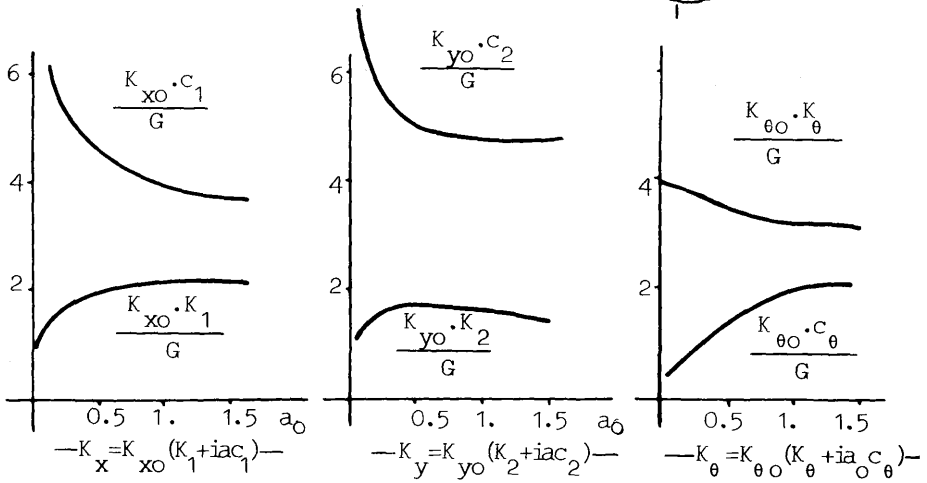 6
4
2
K_xo.c_1
G
K_xo.K_1
G
0.5 1. 1.5 a_o
—K_x=K_xo(K_1+iac_1)—
6
4
2
K_yo.c_2
G
K_yo.K_2
G
0.5 1. 1.5 a_o
—K_y=K_yo(K_2+iac_2)—
4
2
K_θo.K_θ
G
K_θo.c_θ
G
0.5 1.0 1.5
—K_θ=K_θo(K_θ+ia_oc_θ)—